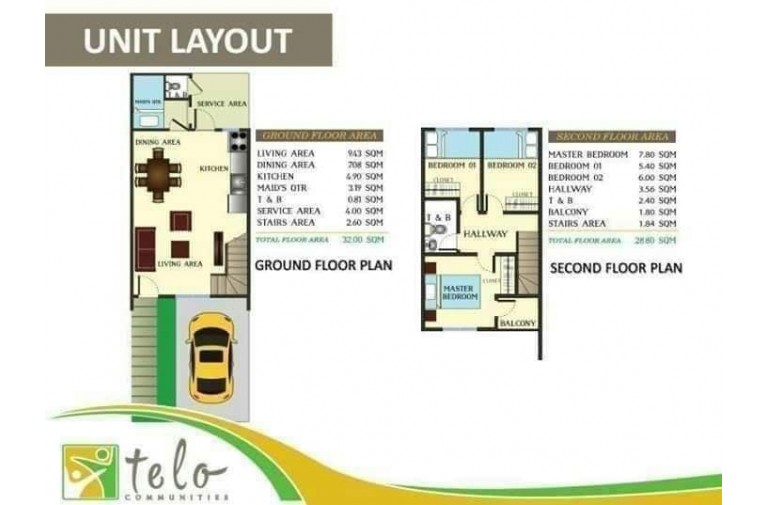 UNIT LAYOUT
MAIDS QTR
T & B
SERVICE AREA
DINING AREA
KITCHEN
LIVING AREA
GROUND FLOOR AREA
LIVING AREA 9.43 SQM
DINING AREA 7.08 SQM
KITCHEN 4.90 SQM
MAID'S QTR 3.19 SQM
T & B 0.81 SQM
SERVICE AREA 4.00 SQM
STAIRS AREA 2.60 SQM
TOTAL FLOOR AREA 32.00 SQM
GROUND FLOOR PLAN
BEDROOM 01
BEDROOM 02
CLOSET
CLOSET
T & B
HALLWAY
CLOSET
MASTER
BEDROOM
BALCONY
SECOND FLOOR AREA
MASTER BEDROOM 7.80 SQM
BEDROOM 01 5.40 SQM
BEDROOM 02 6.00 SQM
HALLWAY 3.56 SQM
T & B 2.40 SQM
BALCONY 1.80 SQM
STAIRS AREA 1.84 SQM
TOTAL FLOOR AREA 28.80 SQM
SECOND FLOOR PLAN
telo
COMMUNITIES